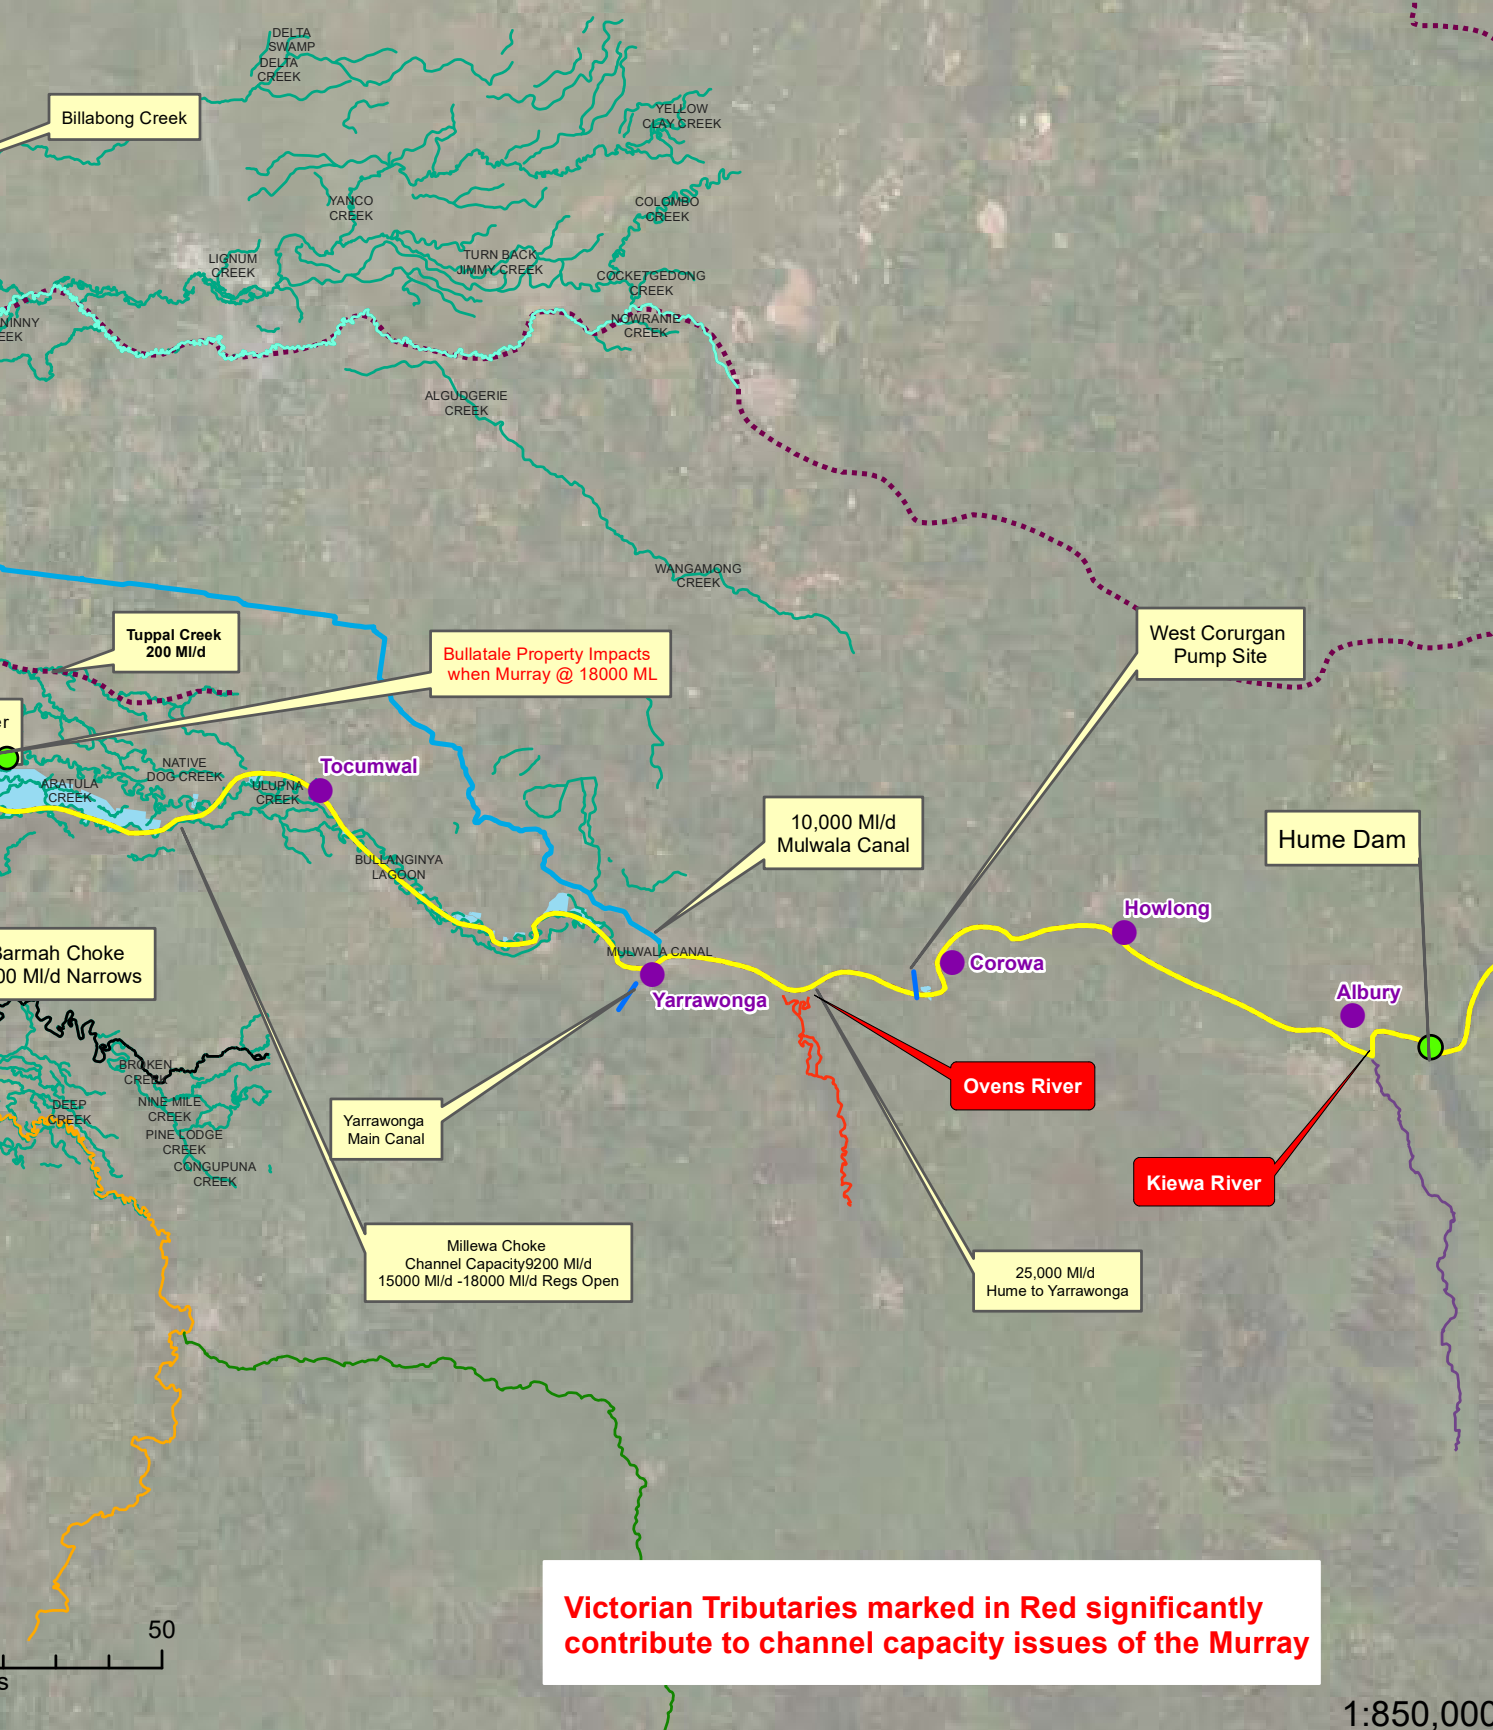 DELTA
SWAMP
DELTA
CREEK
Billabong Creek
YELLOW
CLAY CREEK
YANCO
CREEK
COLOMBO
CREEK
LIGNUM
CREEK
TURN BACK
JIMMY CREEK
COCKETGEDONG
CREEK
NINNY
EEK
NOWRANIE
CREEK
ALGUDGERIE
CREEK
WANGAMONG
CREEK
Tuppal Creek
200 Ml/d
Bullatale Property Impacts
when Murray @ 18000 ML
West Corurgan
Pump Site
er
NATIVE
DOG CREEK
Tocumwal
ARATULA
CREEK
ULUPNA
CREEK
10,000 Ml/d
Mulwala Canal
Hume Dam
BULLANGINYA
LAGOON
Howlong
Barmah Choke
00 Ml/d Narrows
MULWALA CANAL
Corowa
Yarrawonga
Albury
BROKEN
CREEK
Ovens River
DEEP
CREEK
NINE MILE
CREEK
Yarrawonga
Main Canal
PINE LODGE
CREEK
CONGUPUNA
CREEK
Kiewa River
Millewa Choke
Channel Capacity9200 Ml/d
15000 Ml/d -18000 Ml/d Regs Open
25,000 Ml/d
Hume to Yarrawonga
Victorian Tributaries marked in Red significantly
contribute to channel capacity issues of the Murray
50
s
1:850,000